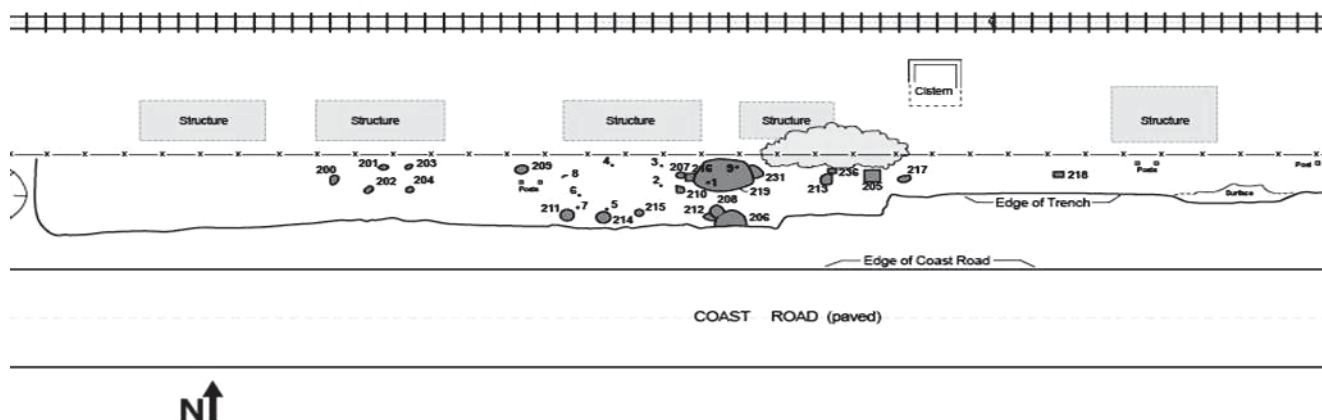 Cistern
Structure
Structure
Structure
Structure
Structure
201
203
209
4
3
207
216
9
231
236
217
Posts
Post
200
202
204
8
Posts
2
1
210
219
213
205
218
6
Surface
211
7
5
214
215
212
208
206
Edge of Trench
Edge of Coast Road
COAST ROAD (paved)
N